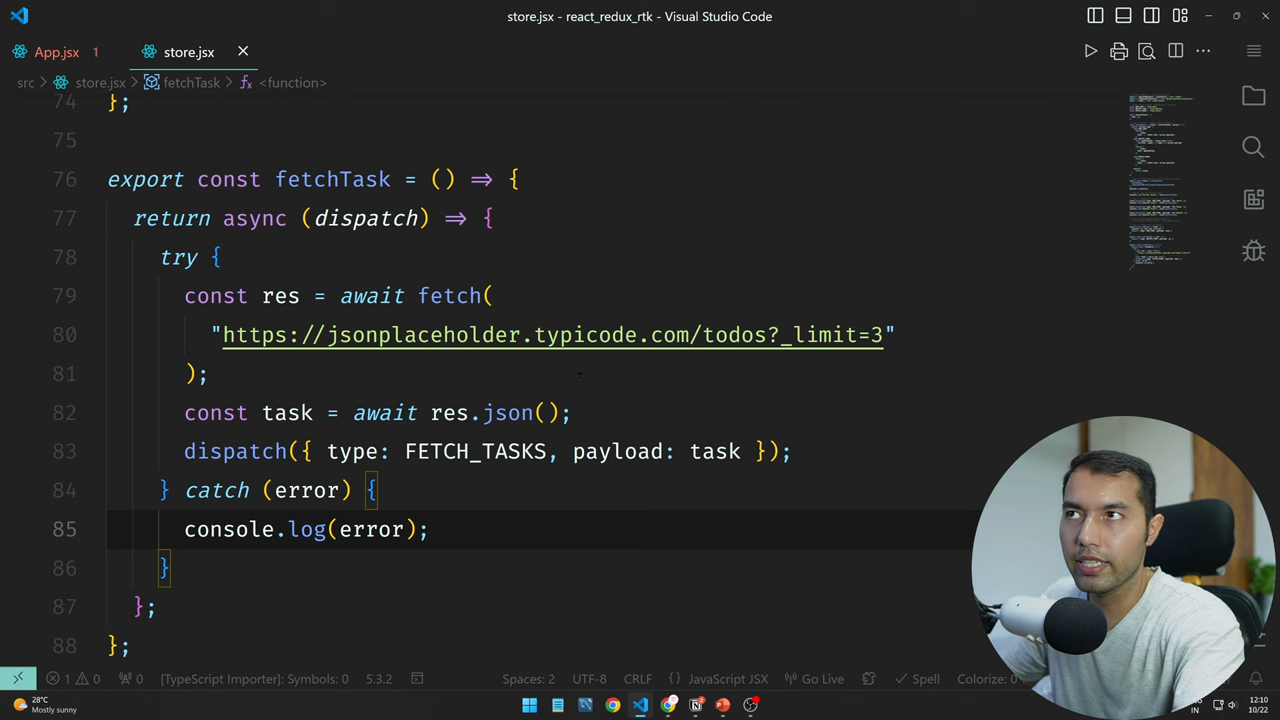 store.jsx - react_redux_rtk - Visual Studio Code
App.jsx 1 store.jsx
src > store.jsx > fetchTask > <function>
74 };
75
76 export const fetchTask = () => {
77 return async (dispatch) => {
78 try {
79 const res = await fetch(
80 "https://jsonplaceholder.typicode.com/todos?_limit=3"
81 );
82 const task = await res.json();
83 dispatch({ type: FETCH_TASKS, payload: task });
84 } catch (error) {
85 console.log(error);
86 }
87 };
88 };
1 0 0 [TypeScript Importer]: Symbols: 0 5.3.2 Spaces: 2 UTF-8 CRLF {} JavaScript JSX Go Live Spell Colorize: 0
28°C
Mostly sunny
IN
12:10
10/22